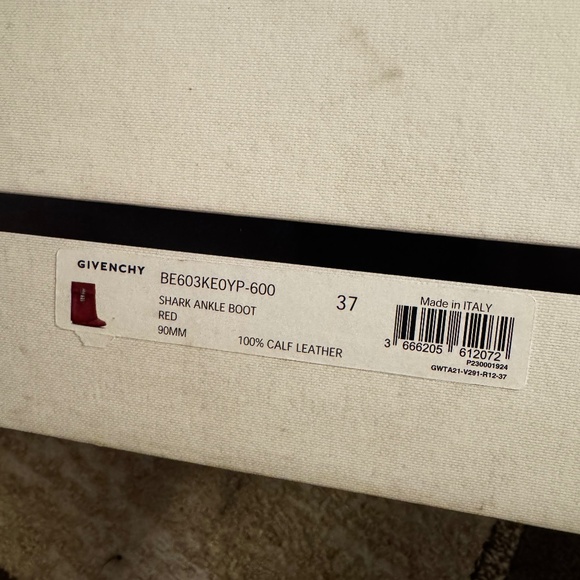 GIVENCHY
BE603KE0YP-600
SHARK ANKLE BOOT
RED
90MM
100% CALF LEATHER
37
Made in ITALY
3 666205 612072
P230001924
GWTA21-V291-R12-37